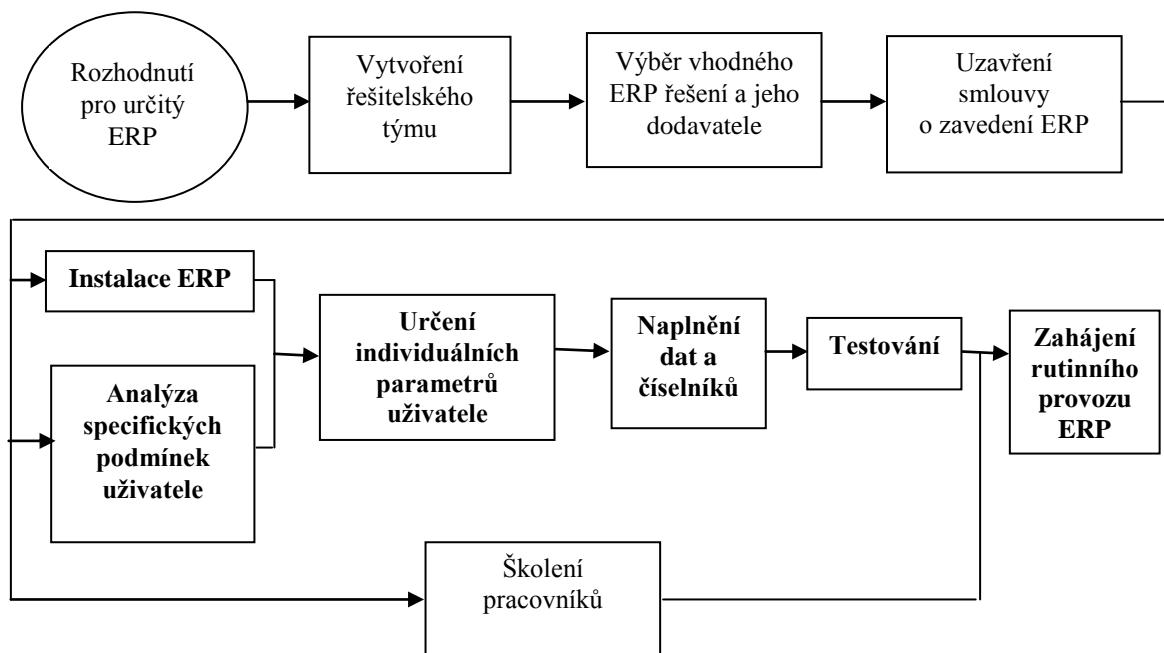 Rozhodnutí
pro určitý
ERP
Vytvoření
řešitelského
týmu
Výběr vhodného
ERP řešení a jeho
dodavatele
Uzavření
smlouvy
o zavedení ERP
Instalace ERP
Analýza
specifických
podmínek
uživatele
Určení
individuálních
parametrů
uživatele
Naplnění
dat a
číselníků
Testování
Zahájení
rutinního
provozu
ERP
Školení
pracovníků